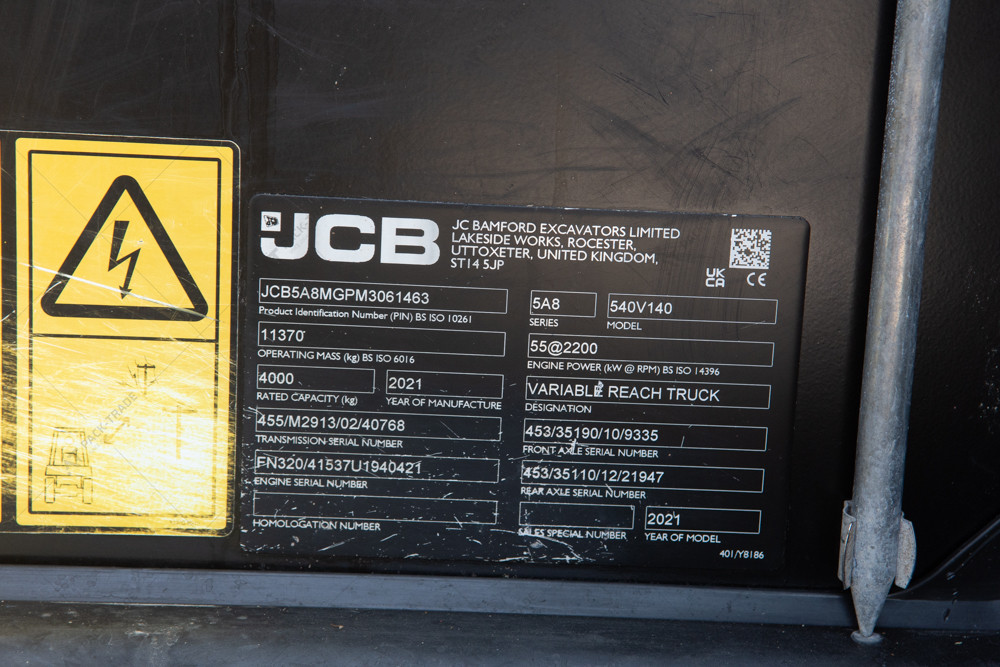 JCB
JC BAMFORD EXCAVATORS LIMITED
LAKESIDE WORKS, ROCESTER,
UTTOXETER, UNITED KINGDOM,
ST14 5JP
UK
CA
CE
JCB5A8MGPM3061463
Product Identification Number (PIN) BS ISO 10261
5A8
SERIES
540V140
MODEL
11370
OPERATING MASS (kg) BS ISO 6016
55@2200
ENGINE POWER (kW @ RPM) BS ISO 14396
4000
RATED CAPACITY (kg)
2021
YEAR OF MANUFACTURE
VARIABLE REACH TRUCK
DESIGNATION
455/M2913/02/40768
TRANSMISSION SERIAL NUMBER
453/35190/10/9335
FRONT AXLE SERIAL NUMBER
EN320/41537U1940421
ENGINE SERIAL NUMBER
453/35110/12/21947
REAR AXLE SERIAL NUMBER
HOMOLOGATION NUMBER
SALES SPECIAL NUMBER
2021
YEAR OF MODEL
401/Y8186